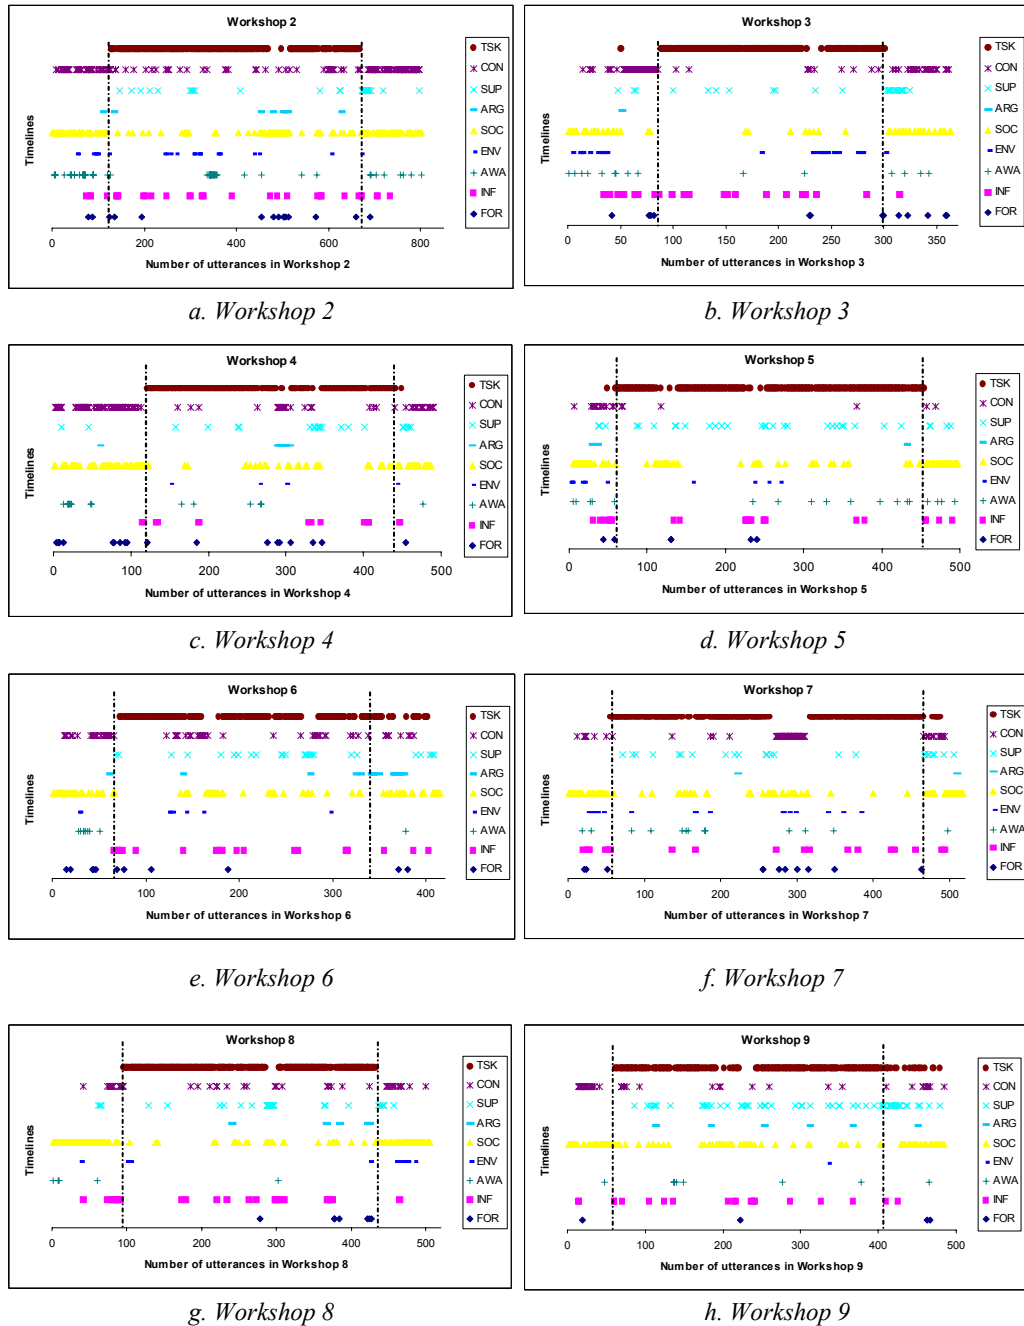 Workshop 2
Timelines
TSK
CON
SUP
ARG
SOC
ENV
AWA
INF
FOR
0 200 400 600 800
Number of utterances in Workshop 2
a. Workshop 2
Workshop 3
Timelines
TSK
CON
SUP
ARG
SOC
ENV
AWA
INF
FOR
0 50 100 150 200 250 300 350
Number of utterances in Workshop 3
b. Workshop 3
Workshop 4
Timelines
TSK
CON
SUP
ARG
SOC
ENV
AWA
INF
FOR
0 100 200 300 400 500
Number of utterances in Workshop 4
c. Workshop 4
Workshop 5
Timelines
TSK
CON
SUP
ARG
SOC
ENV
AWA
INF
FOR
0 100 200 300 400 500
Number of utterances in Workshop 5
d. Workshop 5
Workshop 6
Timelines
TSK
CON
SUP
ARG
SOC
ENV
AWA
INF
FOR
0 100 200 300 400
Number of utterances in Workshop 6
e. Workshop 6
Workshop 7
Timelines
TSK
CON
SUP
ARG
SOC
ENV
AWA
INF
FOR
0 100 200 300 400 500
Number of utterances in Workshop 7
f. Workshop 7
Workshop 8
Timelines
TSK
CON
SUP
ARG
SOC
ENV
AWA
INF
FOR
0 100 200 300 400 500
Number of utterances in Workshop 8
g. Workshop 8
Workshop 9
Timelines
TSK
CON
SUP
ARG
SOC
ENV
AWA
INF
FOR
0 100 200 300 400 500
Number of utterances in Workshop 9
h. Workshop 9